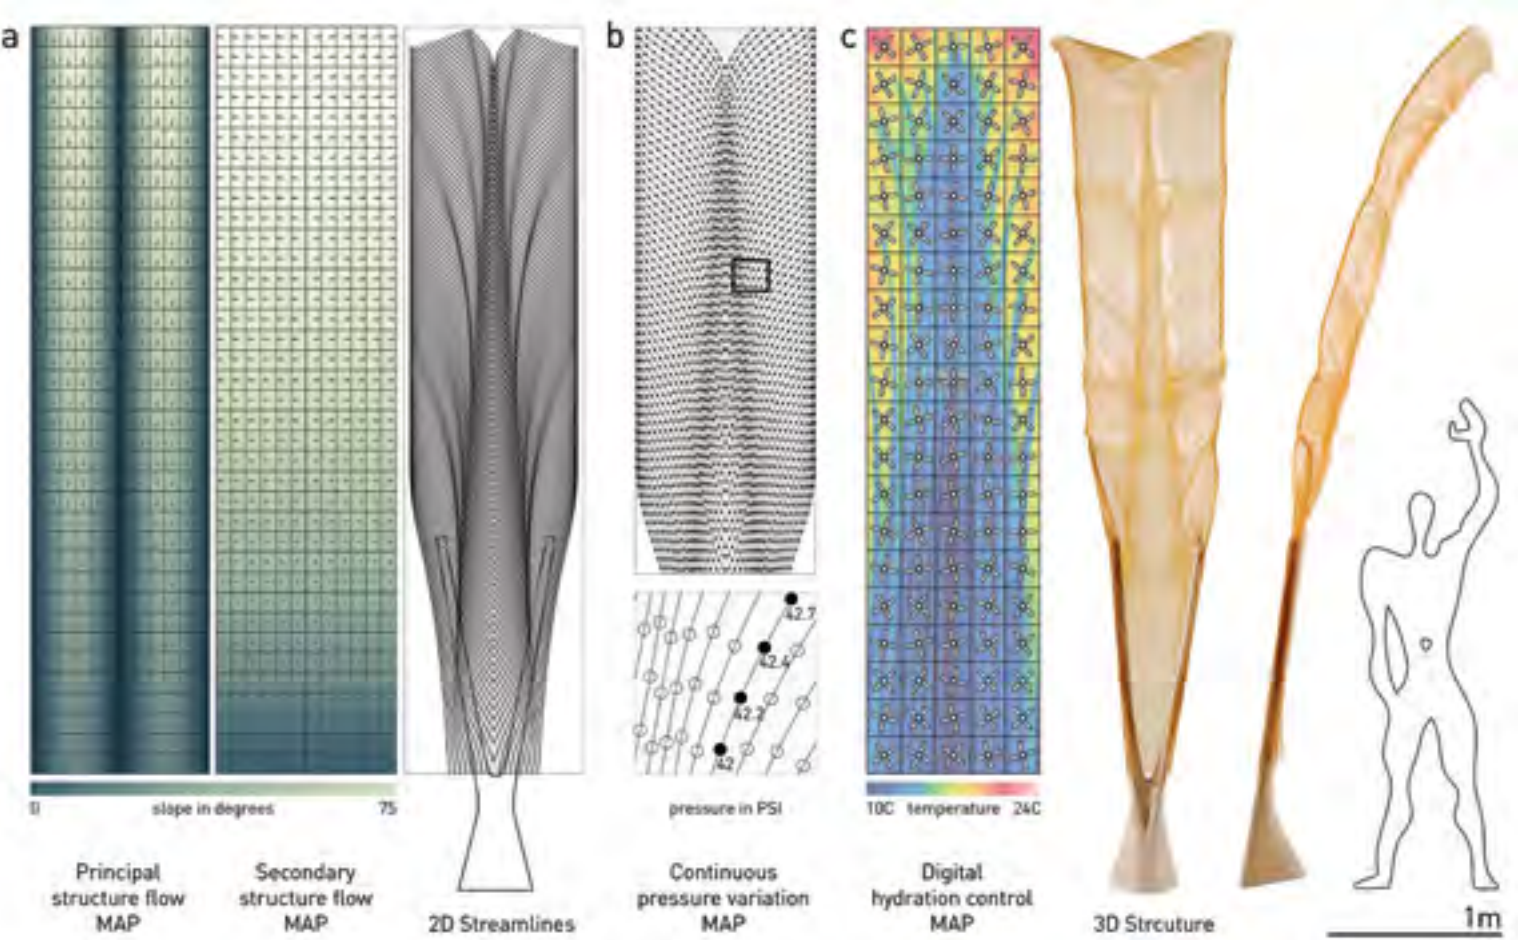 a
b
c
42.7
42.4
42.2
42
0 slope in degrees 75
pressure in PSI
10C temperature 24C
Principal
structure flow
MAP
Secondary
structure flow
MAP
2D Streamlines
Continuous
pressure variation
MAP
Digital
hydration control
MAP
3D Strcuture
1m